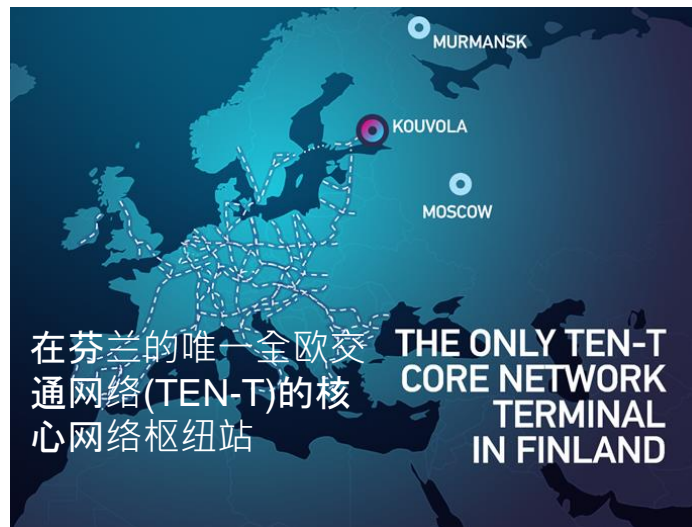 MURMANSK
KOUVOLA
MOSCOW
在芬兰的唯一全欧交
通网络(TEN-T)的核
心网络枢纽站
THE ONLY TEN-T
CORE NETWORK
TERMINAL
IN FINLAND